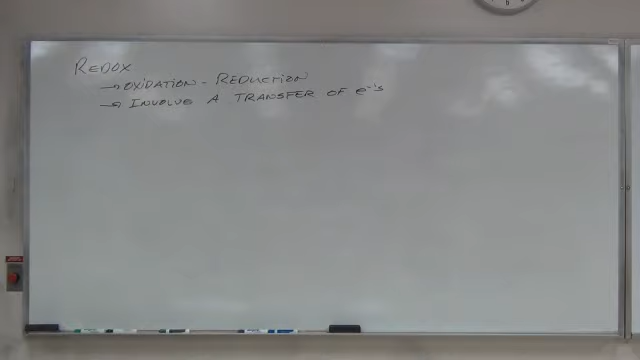 REDOX
→ OXIDATION - REDUCTION
→ INVOLVE A TRANSFER OF e⁻'s